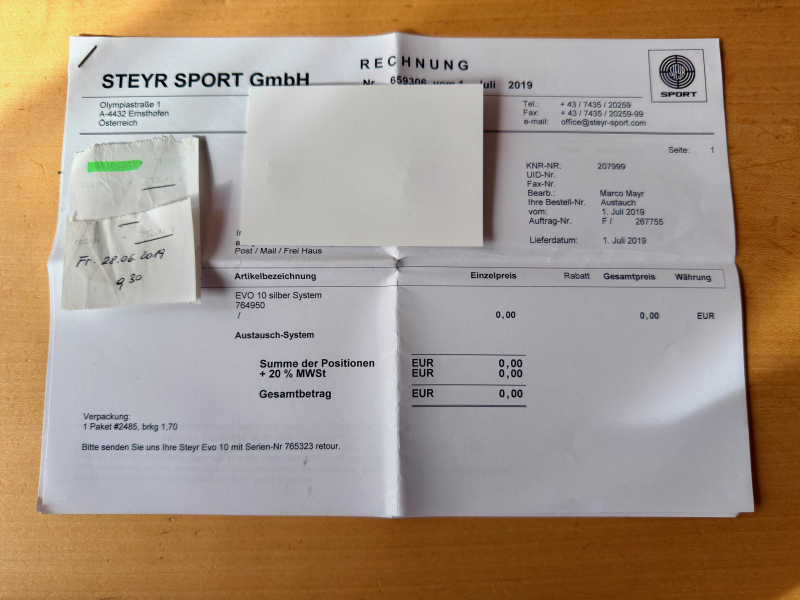 RECHNUNG
STEYR SPORT GmbH
Nr. 659306 vom 1. Juli 2019
SPORT
Olympiastraße 1
A-4432 Ernsthofen
Österreich
Tel.: + 43 / 7435 / 20259
Fax: + 43 / 7435 / 20259-99
e-mail: office@steyr-sport.com
Seite: 1
KNR-NR: 207999
UID-Nr.
Fax-Nr.
Bearb.: Marco Mayr
Ihre Bestell-Nr. Austauch
vom: 1. Juli 2019
Auftrag-Nr. F / 267755
Lieferdatum: 1. Juli 2019
Post / Mail / Frei Haus
Fr. 28.06.2019
9 30
Artikelbezeichnung Einzelpreis Rabatt Gesamtpreis Währung
EVO 10 silber System
764950
/ 0,00 0,00 EUR
Austausch-System
Summe der Positionen EUR 0,00
+ 20 % MWSt EUR 0,00
Gesamtbetrag EUR 0,00
Verpackung:
1 Paket #2485, brkg 1,70
Bitte senden Sie uns Ihre Steyr Evo 10 mit Serien-Nr 765323 retour.